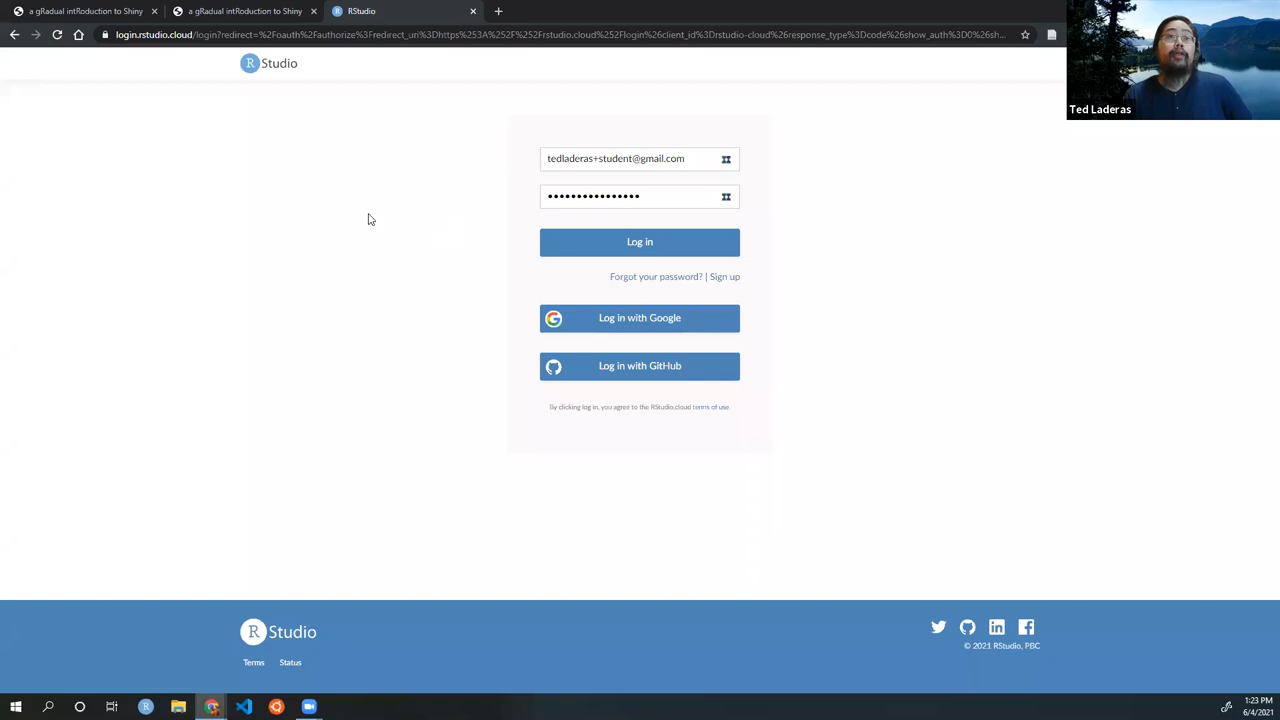 a gRadual intRoduction to Shiny
a gRadual intRoduction to Shiny
RStudio
login.rstudio.cloud/login?redirect=%2Foauth%2Fauthorize%3Fredirect_uri%3Dhttps%253A%252F%252Frstudio.cloud%252Flogin%26client_id%3Drstudio-cloud%26response_type%3Dcode%26show_auth%3D0%26sh...
R Studio
Ted Laderas
tedladeras+student@gmail.com
Log in
Forgot your password? | Sign up
Log in with Google
Log in with GitHub
By clicking log in, you agree to the RStudio.cloud terms of use.
R Studio
Terms Status
© 2021 RStudio, PBC
1:23 PM
6/4/2021